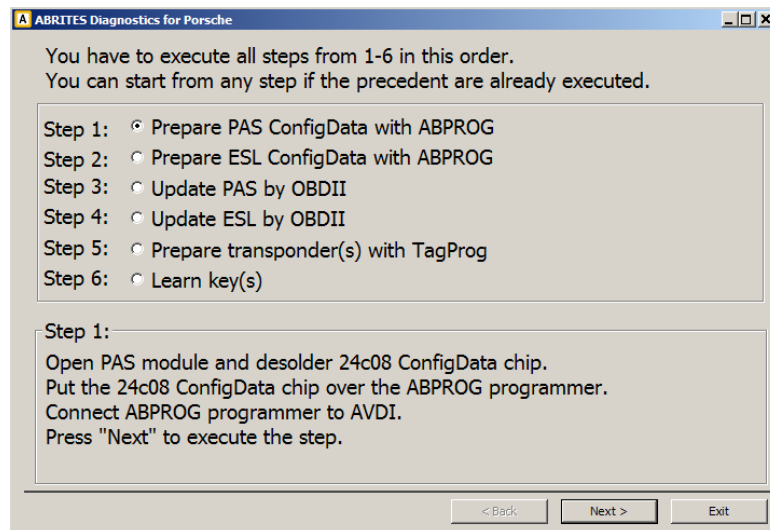 A ABRITES Diagnostics for Porsche
You have to execute all steps from 1-6 in this order.
You can start from any step if the precedent are already executed.
Step 1: Prepare PAS ConfigData with ABPROG
Step 2: Prepare ESL ConfigData with ABPROG
Step 3: Update PAS by OBDII
Step 4: Update ESL by OBDII
Step 5: Prepare transponder(s) with TagProg
Step 6: Learn key(s)
Step 1:
Open PAS module and desolder 24c08 ConfigData chip.
Put the 24c08 ConfigData chip over the ABPROG programmer.
Connect ABPROG programmer to AVDI.
Press "Next" to execute the step.
< Back Next > Exit